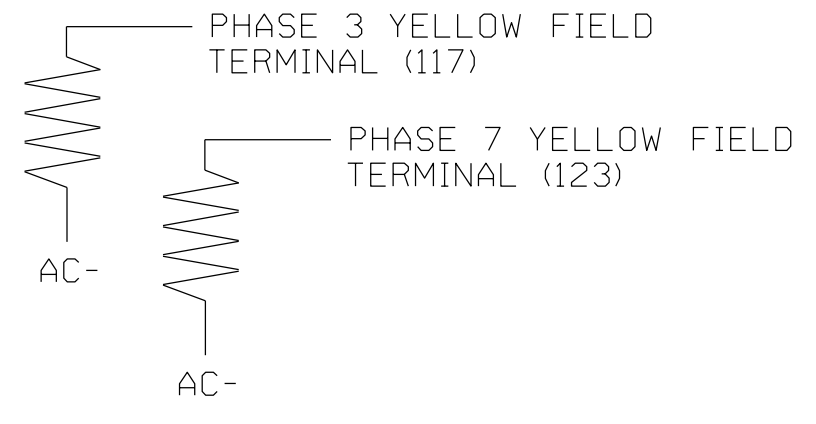 PHASE 3 YELLOW FIELD
TERMINAL (117)
AC-
PHASE 7 YELLOW FIELD
TERMINAL (123)
AC-